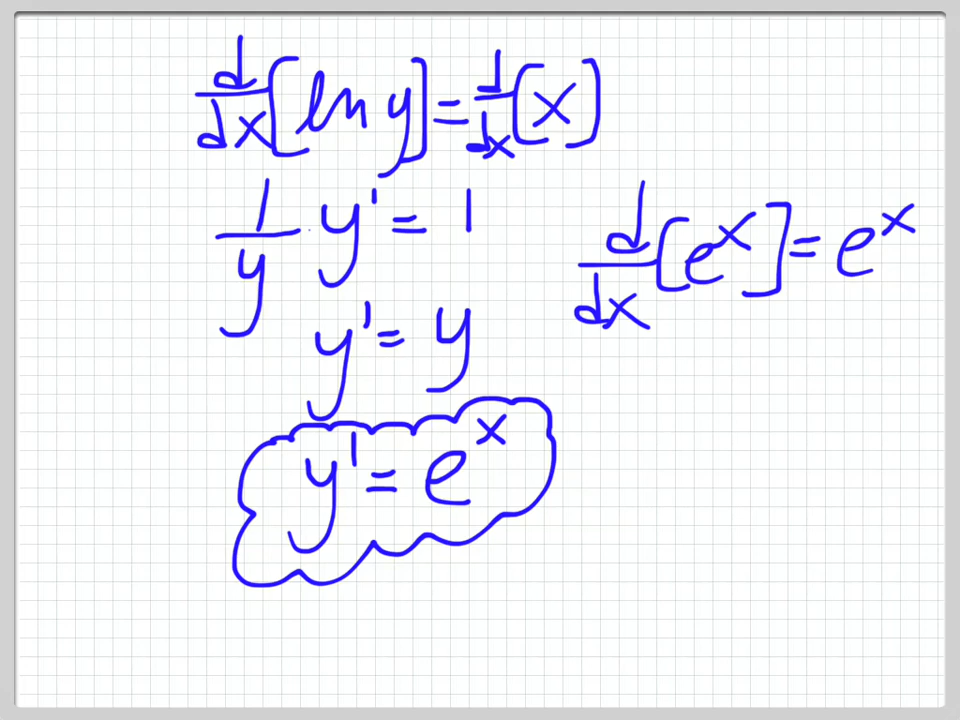 d/dx [ln y] = d/dx [x]
1/y y' = 1
d/dx [e^x] = e^x
y' = y
y' = e^x